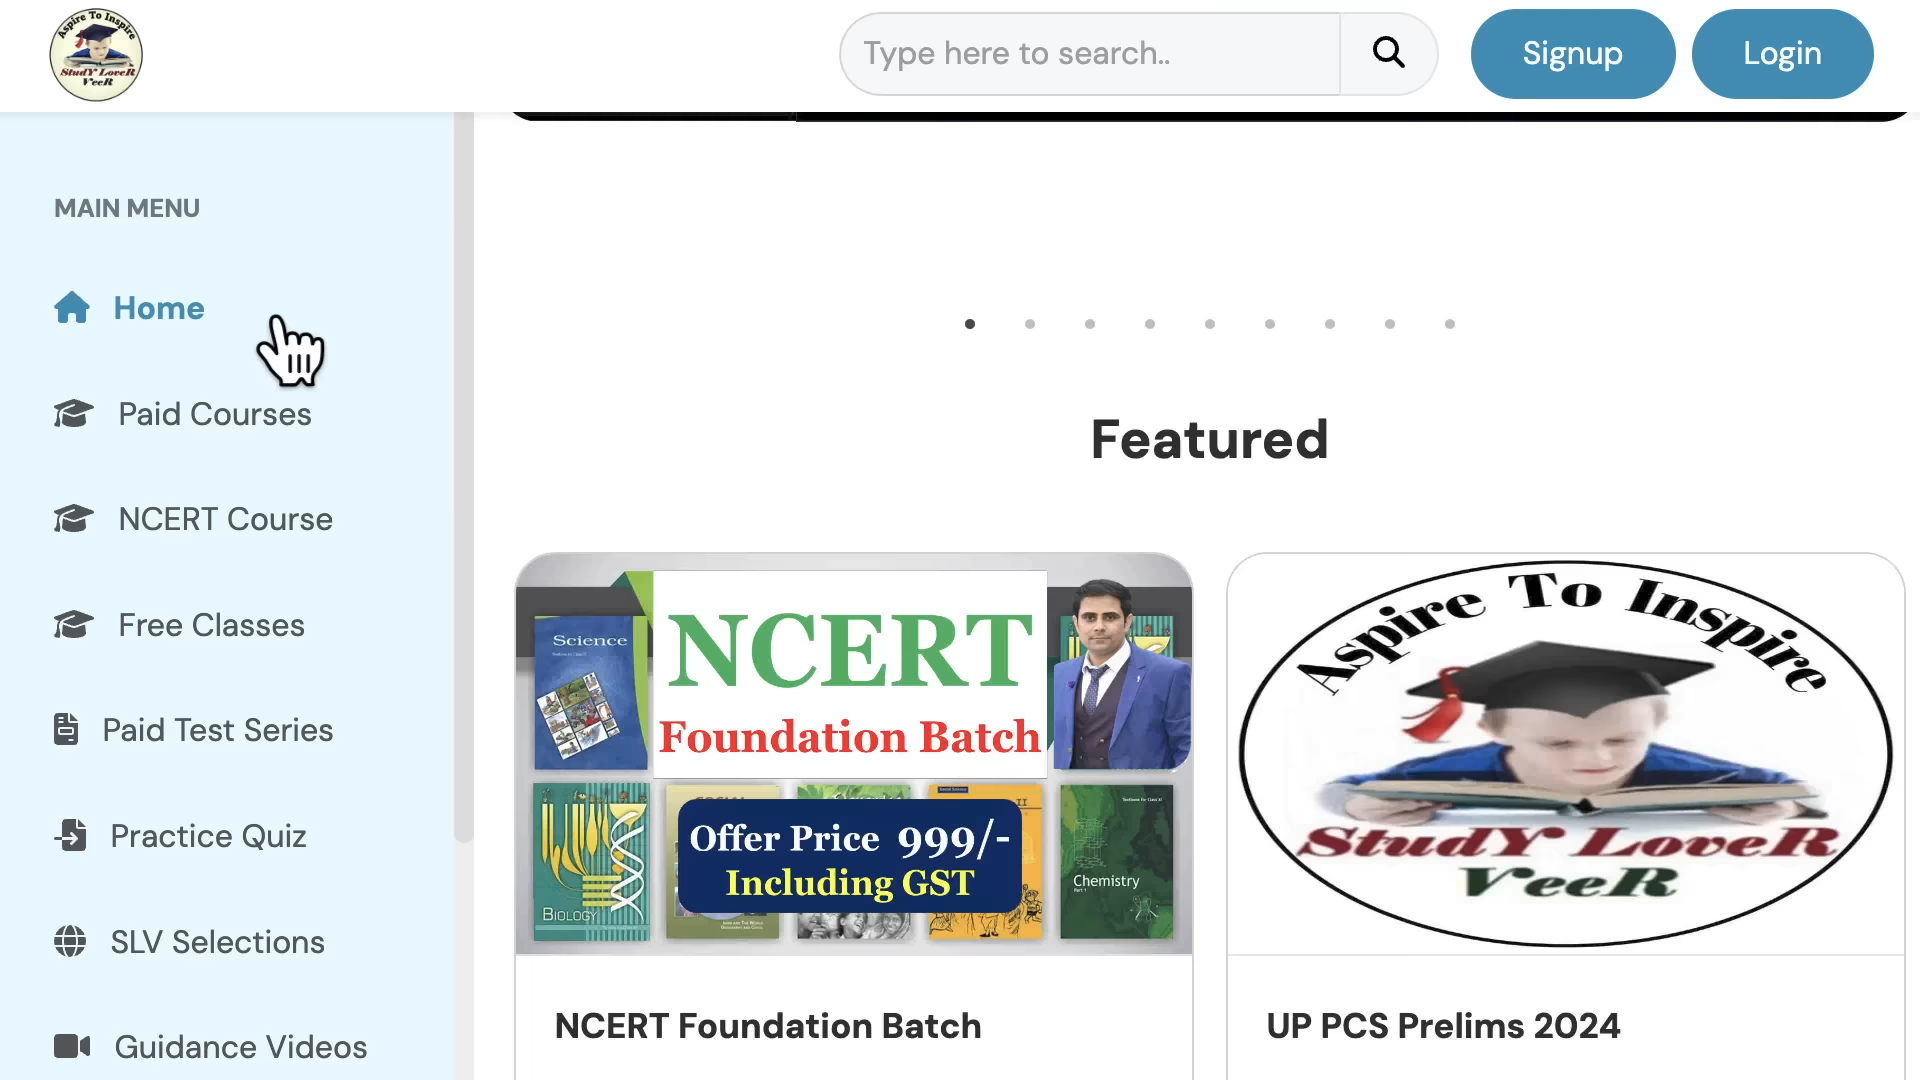 Aspire To Inspire
StudY LoveR
VeeR
Type here to search..
Signup
Login
MAIN MENU
Home
Paid Courses
NCERT Course
Free Classes
Paid Test Series
Practice Quiz
SLV Selections
Guidance Videos
Featured
Science
NCERT
Foundation Batch
Offer Price 999/-
Including GST
BIOLOGY
Chemistry
NCERT Foundation Batch
Aspire To Inspire
StudY LoveR
VeeR
UP PCS Prelims 2024